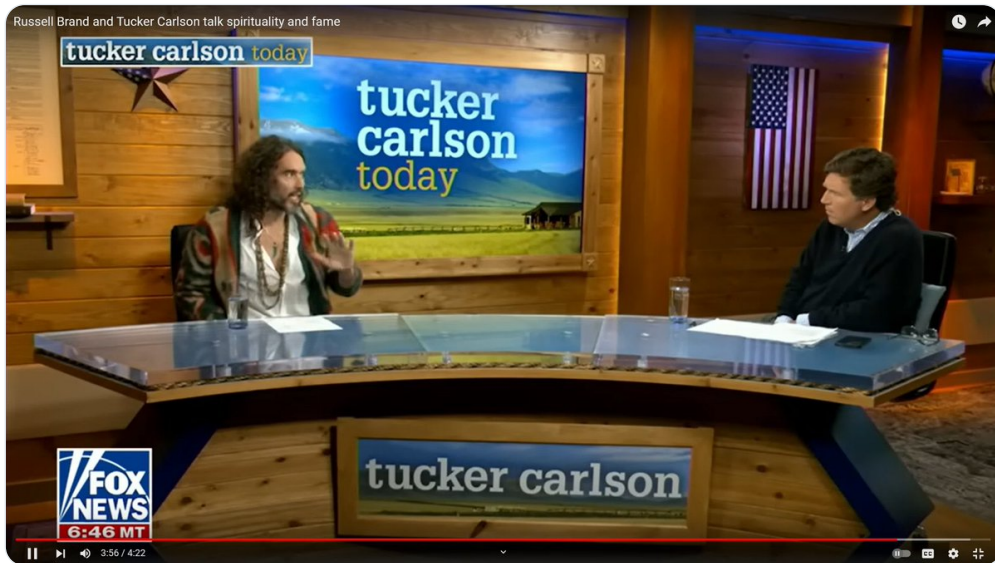 Russell Brand and Tucker Carlson talk spirituality and fame
tucker carlson today
tucker
carlson
today
tucker carlson
FOX
NEWS
6:46 MT
3:56 / 4:22
CC